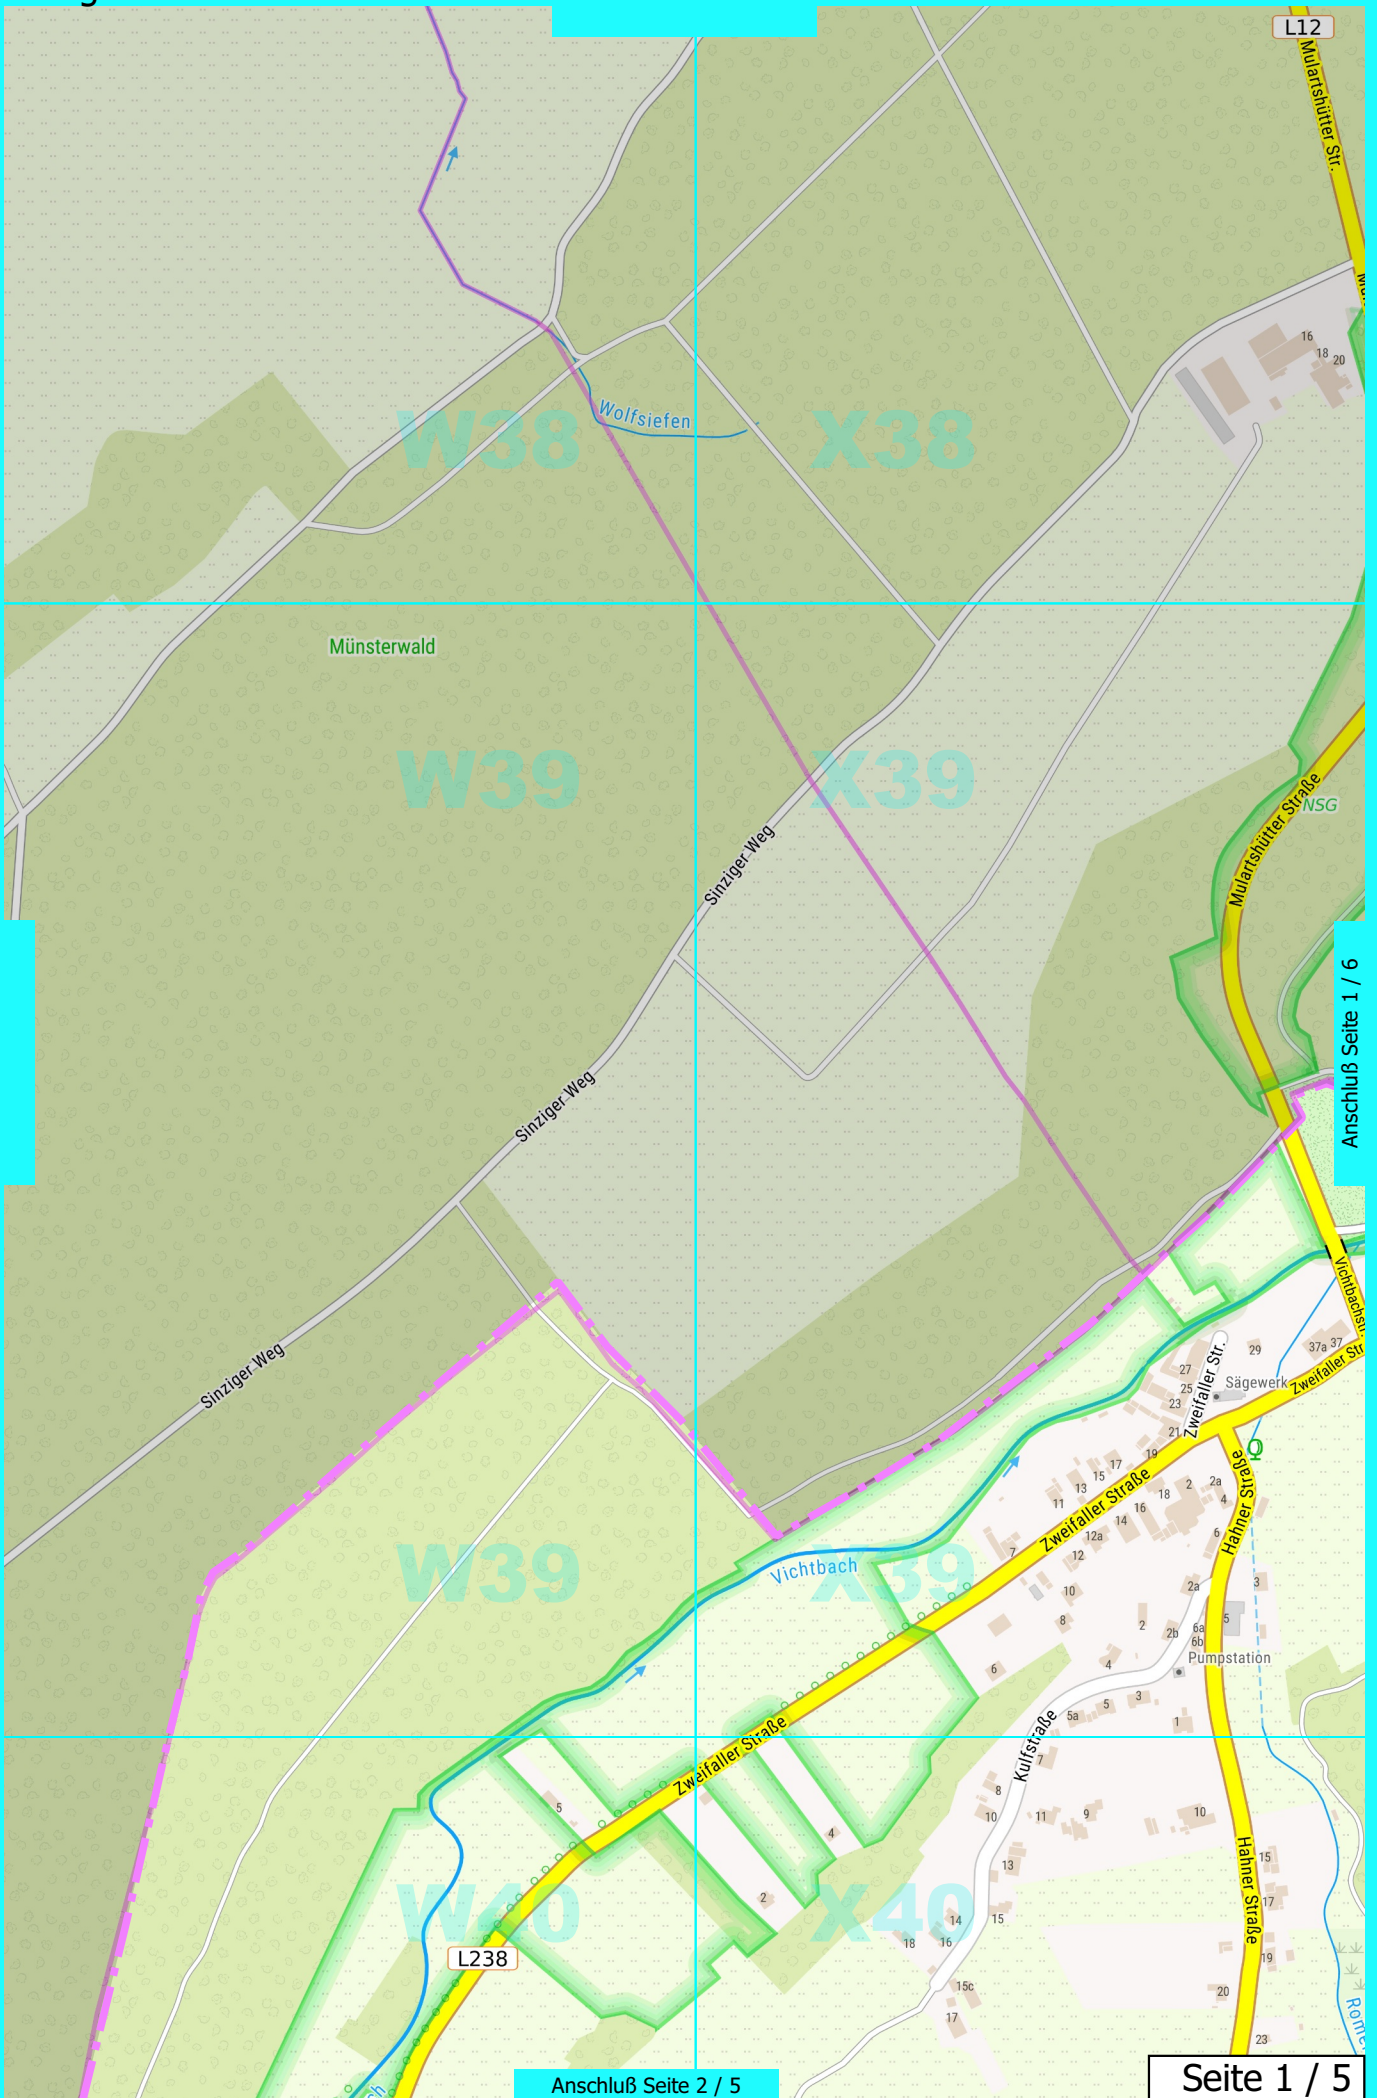 L12
Mulartshütter Str.
16
18
20
Wolfsiefen
W38
X38
Münsterwald
W39
X39
Mulartshütter Straße
NSG
Sinziger Weg
Anschluß Seite 1 / 6
Sinziger Weg
Sinziger Weg
Vichtbachstr.
37a
37
29
Zweifaller Str.
Zweifaller Str.
27
25
23
21
Sägewerk
19
17
15
13
11
18
2
2a
4
16
14
12a
12
6
Hahner Straße
Zweifaller Straße
7
10
8
W39
X39
Vichtbach
2a
3
2
2b
6a
6b
5
Pumpstation
4
6
3
5
5a
1
Zweifaller Straße
Kulfstraße
7
5
8
10
11
9
10
4
13
15
2
17
Hahner Straße
W40
X40
14
15
16
18
L238
19
15c
20
17
23
Anschluß Seite 2 / 5
Seite 1 / 5